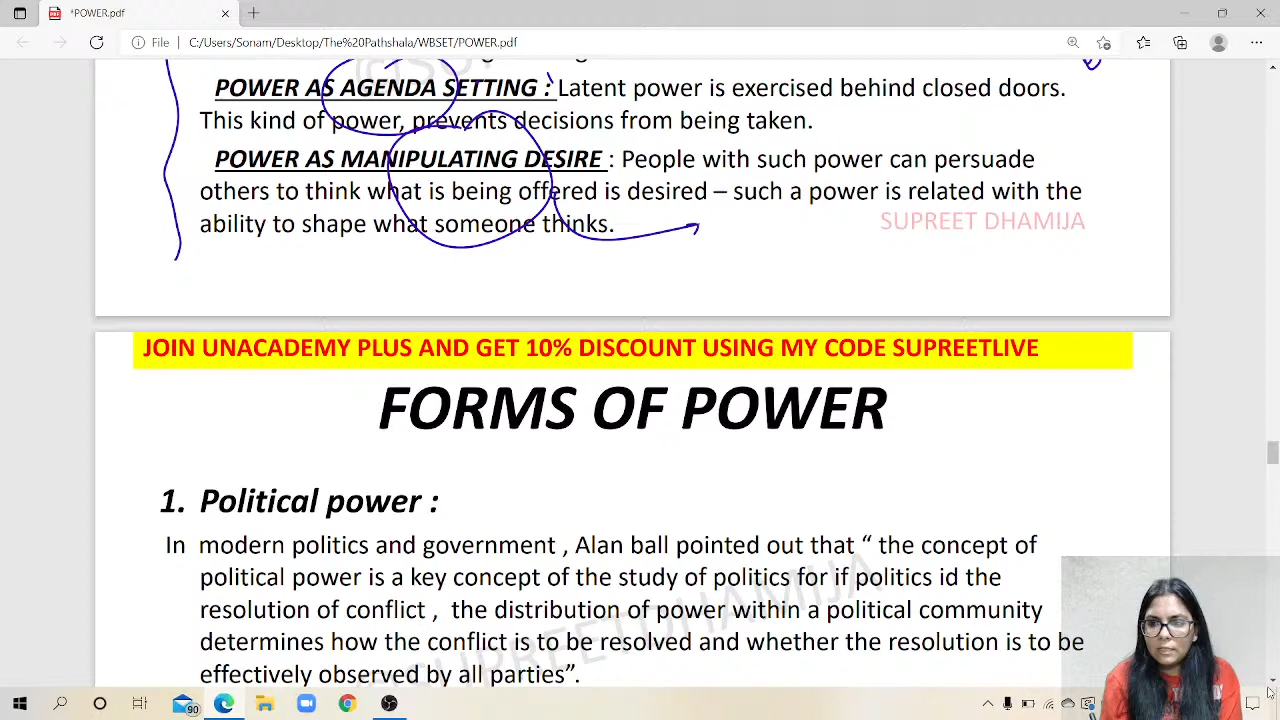 *POWER.pdf
File
C:/Users/Sonam/Desktop/The%20Pathshala/WBSET/POWER.pdf
POWER AS AGENDA SETTING : Latent power is exercised behind closed doors.
This kind of power, prevents decisions from being taken.
POWER AS MANIPULATING DESIRE : People with such power can persuade
others to think what is being offered is desired – such a power is related with the
ability to shape what someone thinks.
SUPREET DHAMIJA
JOIN UNACADEMY PLUS AND GET 10% DISCOUNT USING MY CODE SUPREETLIVE
FORMS OF POWER
1. Political power :
In modern politics and government , Alan ball pointed out that “ the concept of
political power is a key concept of the study of politics for if politics id the
resolution of conflict , the distribution of power within a political community
determines how the conflict is to be resolved and whether the resolution is to be
effectively observed by all parties”.
SUPREETDHAMIJA
90